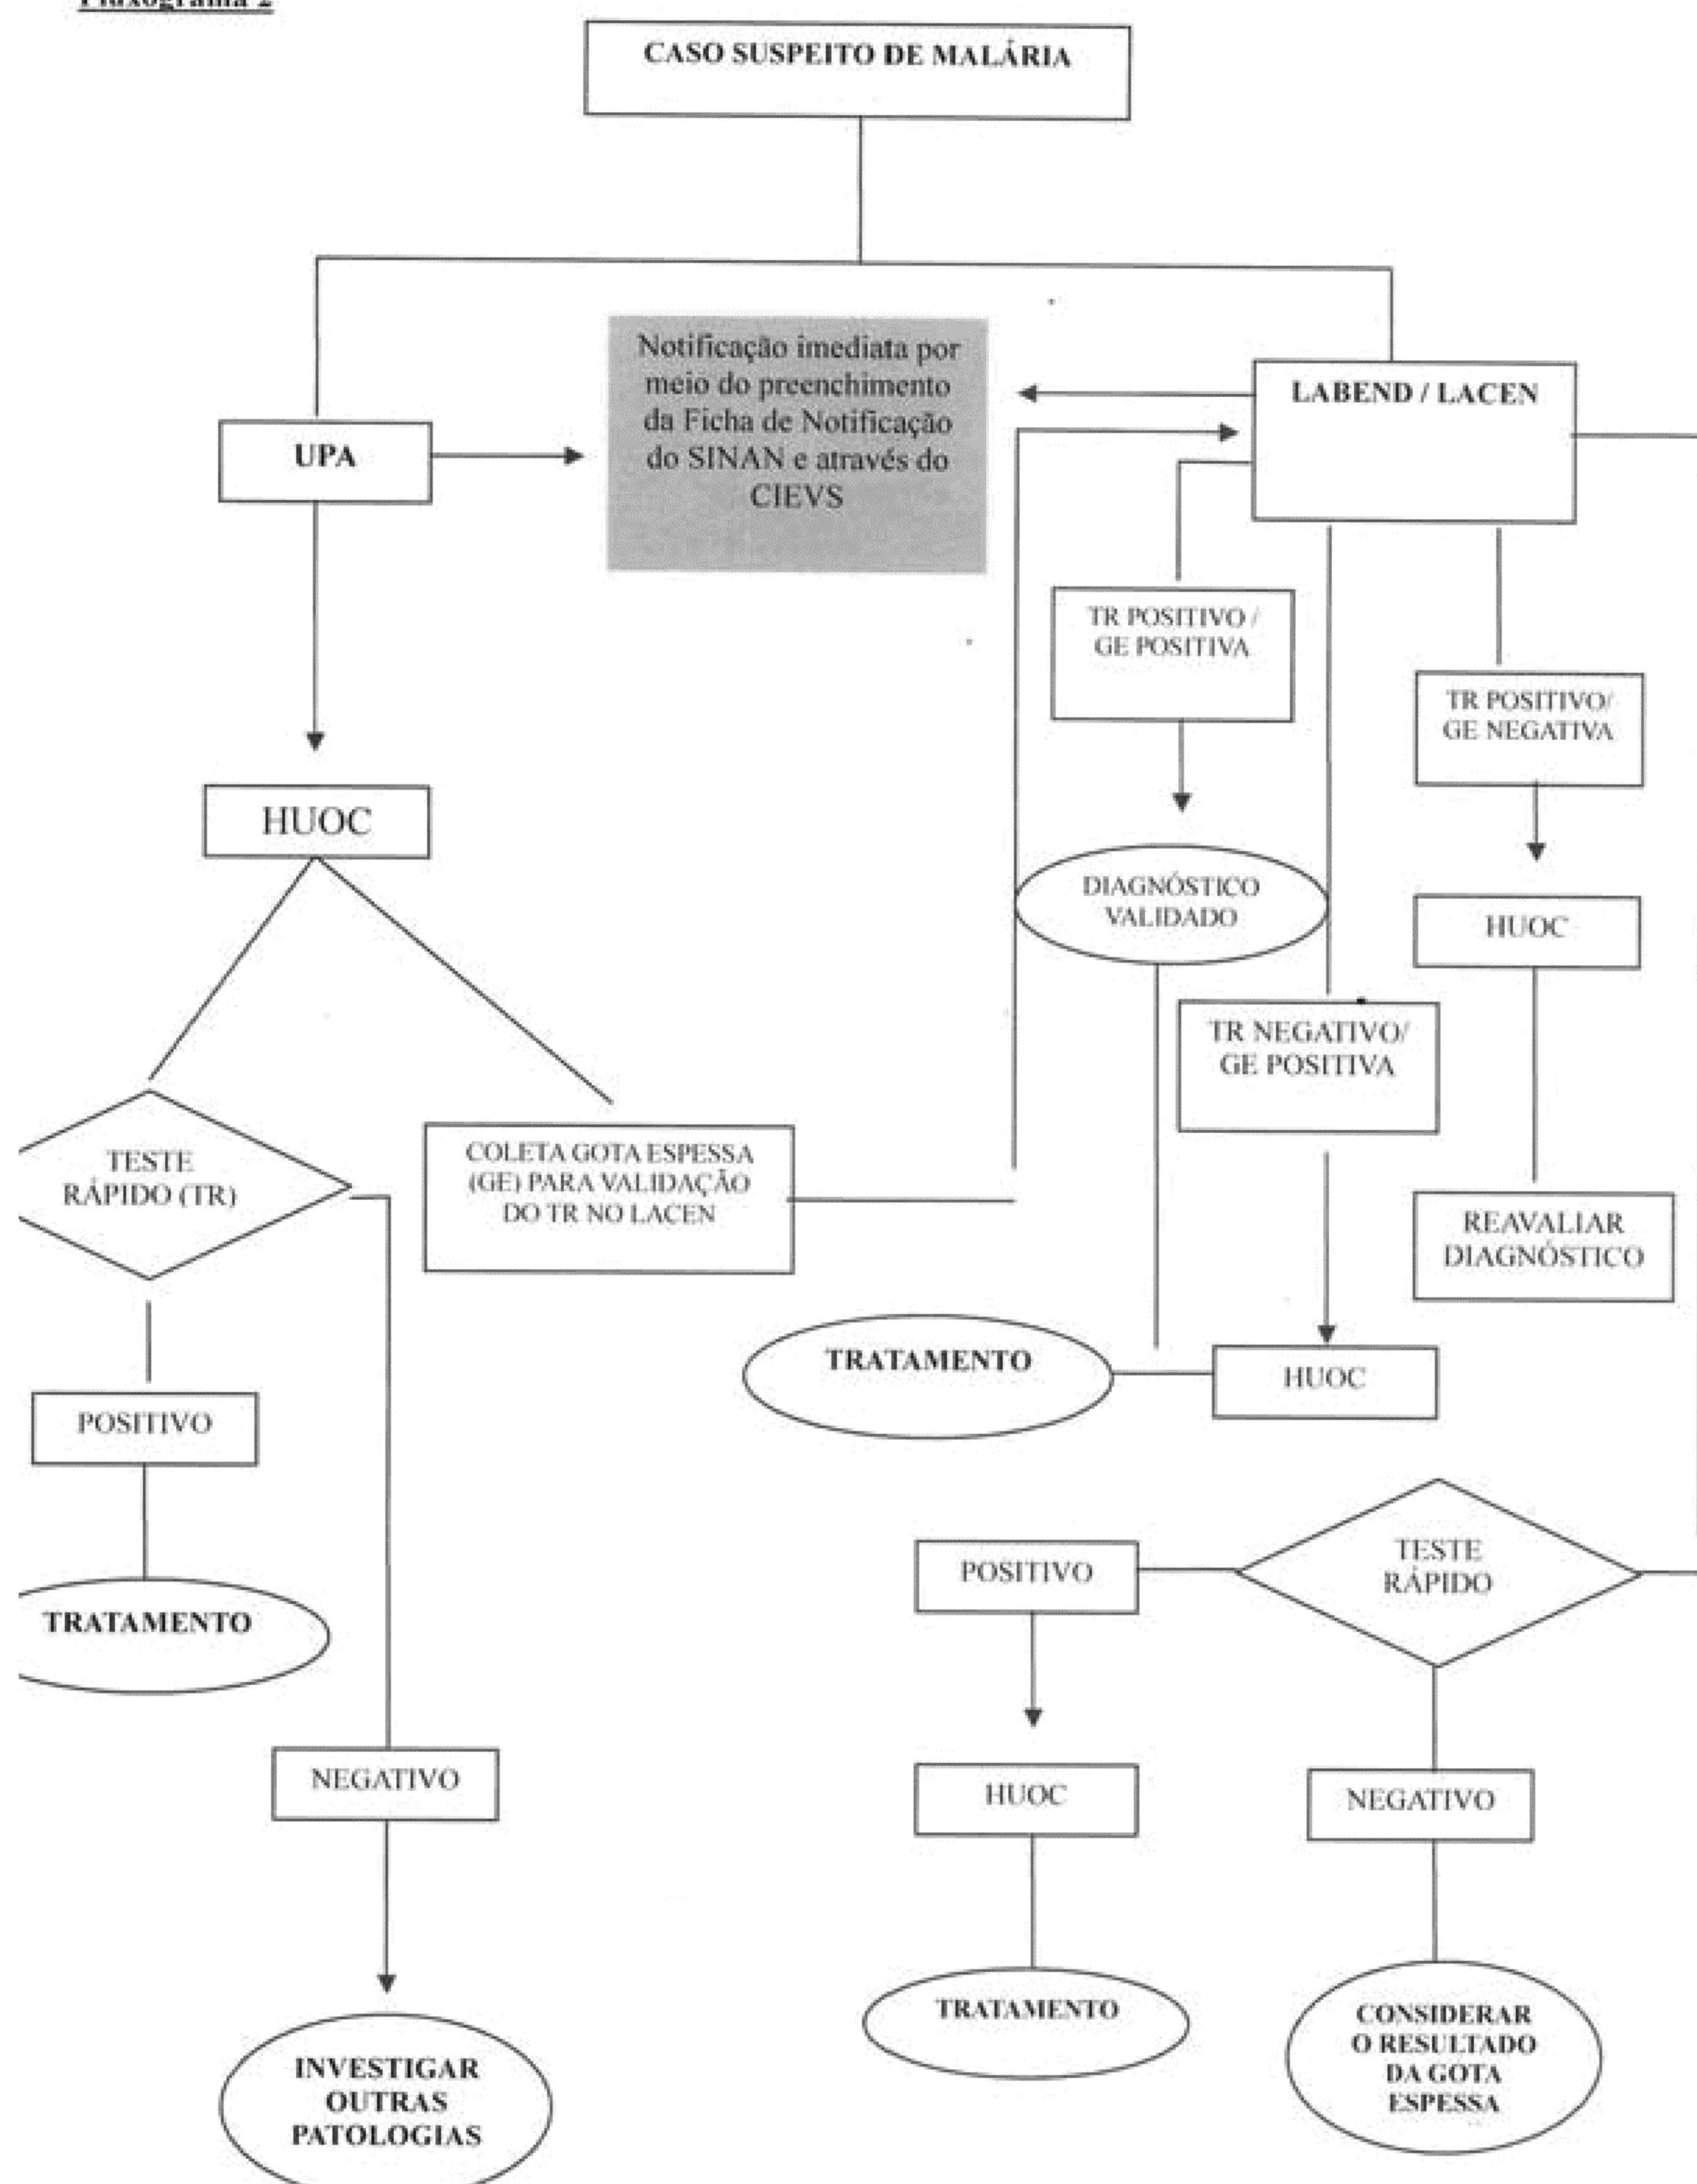 Fluxograma 2
CASO SUSPEITO DE MALÁRIA
Notificação imediata por
meio do preenchimento
da Ficha de Notificação
do SINAN e através do
CIEVS
LABEND / LACEN
UPA
TR POSITIVO /
GE POSITIVA
TR POSITIVO/
GE NEGATIVA
HUOC
DIAGNÓSTICO
VALIDADO
HUOC
TR NEGATIVO/
GE POSITIVA
TESTE
RÁPIDO (TR)
COLETA GOTA ESPESSA
(GE) PARA VALIDAÇÃO
DO TR NO LACEN
REAVALIAR
DIAGNÓSTICO
TRATAMENTO
HUOC
POSITIVO
TESTE
RÁPIDO
POSITIVO
TRATAMENTO
NEGATIVO
HUOC
NEGATIVO
TRATAMENTO
CONSIDERAR
O RESULTADO
DA GOTA
ESPESSA
INVESTIGAR
OUTRAS
PATOLOGIAS